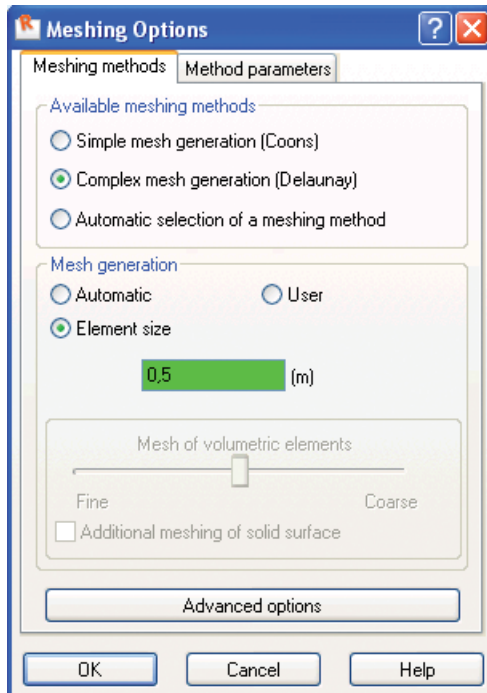 Meshing Options
Meshing methods Method parameters
Available meshing methods
Simple mesh generation (Coons)
Complex mesh generation (Delaunay)
Automatic selection of a meshing method
Mesh generation
Automatic User
Element size
0,5 (m)
Mesh of volumetric elements
Fine Coarse
Additional meshing of solid surface
Advanced options
OK Cancel Help